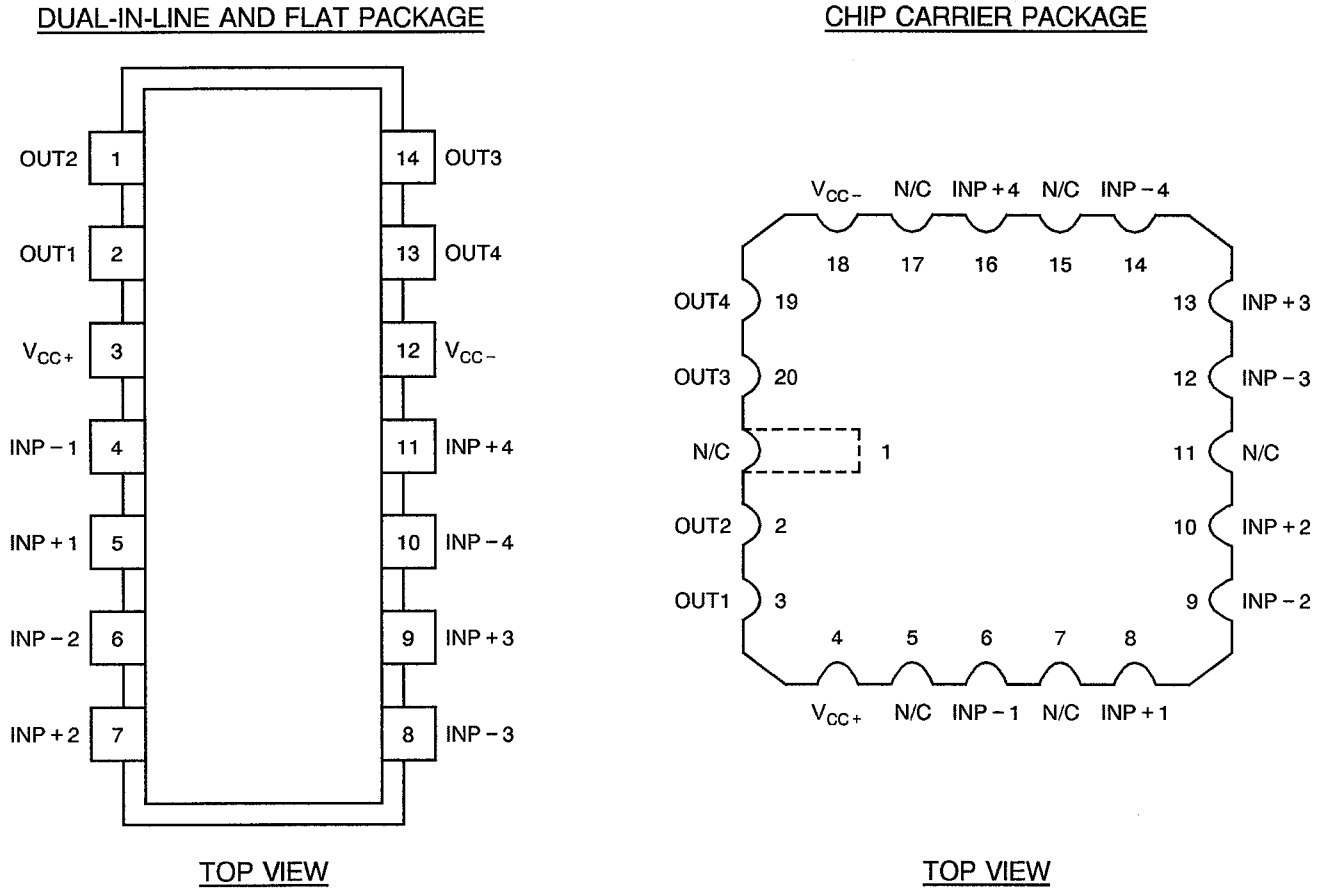 DUAL-IN-LINE AND FLAT PACKAGE
OUT2 1 14 OUT3
OUT1 2 13 OUT4
VCC+ 3 12 VCC−
INP−1 4 11 INP+4
INP+1 5 10 INP−4
INP−2 6 9 INP+3
INP+2 7 8 INP−3
TOP VIEW
CHIP CARRIER PACKAGE
VCC− N/C INP+4 N/C INP−4
18 17 16 15 14
OUT4 19 13 INP+3
OUT3 20 12 INP−3
N/C 1 11 N/C
OUT2 2 10 INP+2
OUT1 3 9 INP−2
4 5 6 7 8
VCC+ N/C INP−1 N/C INP+1
TOP VIEW